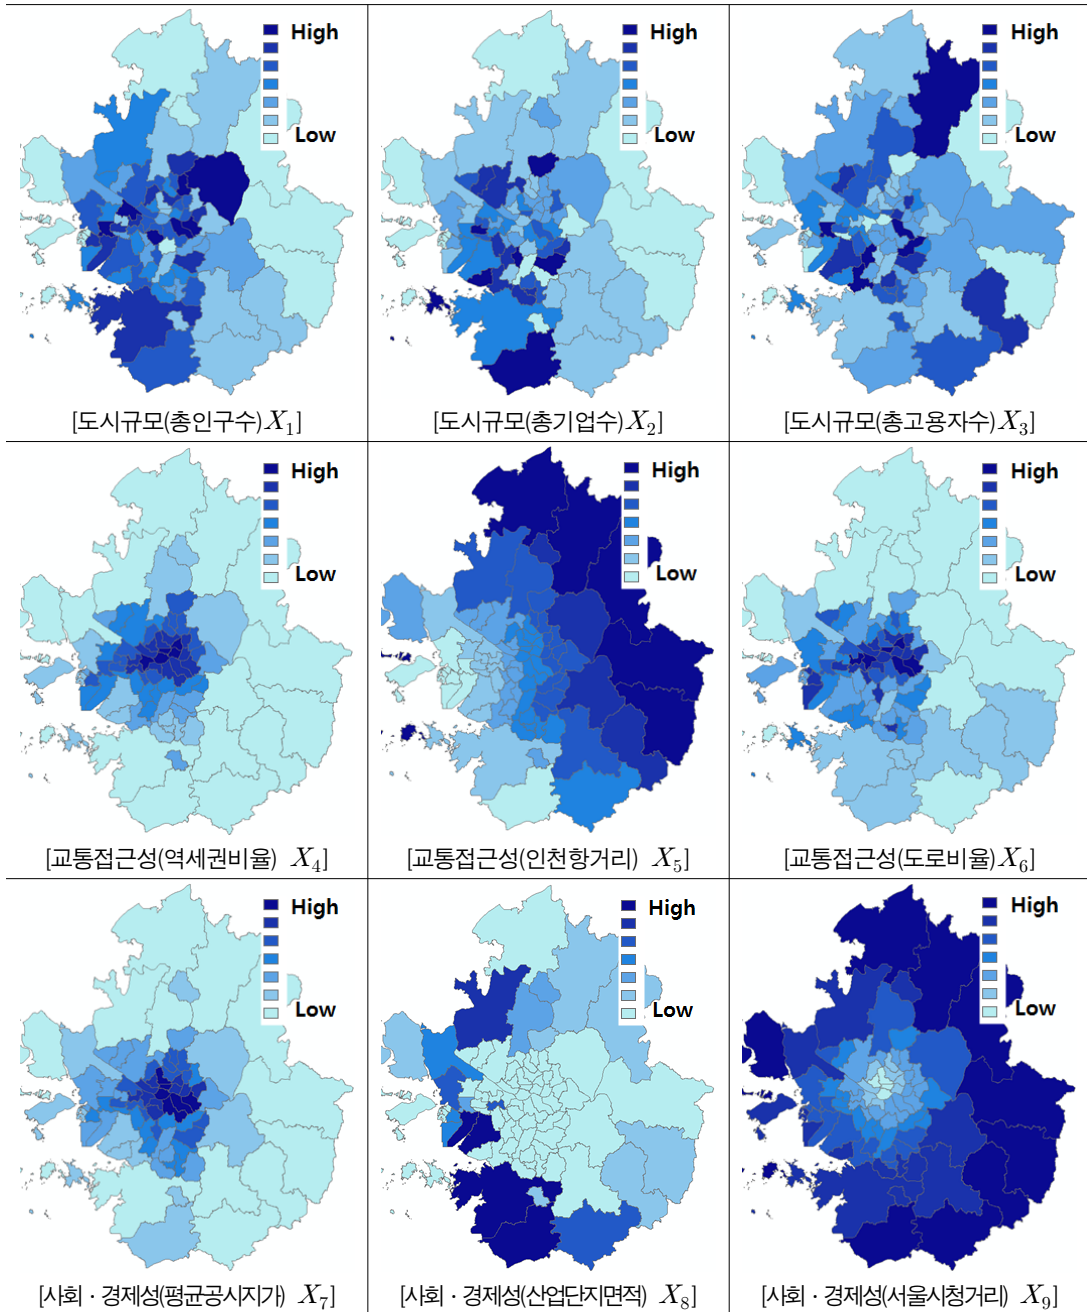 High High High
Low Low Low
[도시규모(총인구수) X₁] [도시규모(총기업수) X₂] [도시규모(총고용자수) X₃]
High High High
Low Low Low
[교통접근성(역세권비율) X₄] [교통접근성(인천항거리) X₅] [교통접근성(도로비율) X₆]
High High High
Low Low Low
[사회 · 경제성(평균공시지가) X₇] [사회 · 경제성(산업단지면적) X₈] [사회 · 경제성(서울시청거리) X₉]